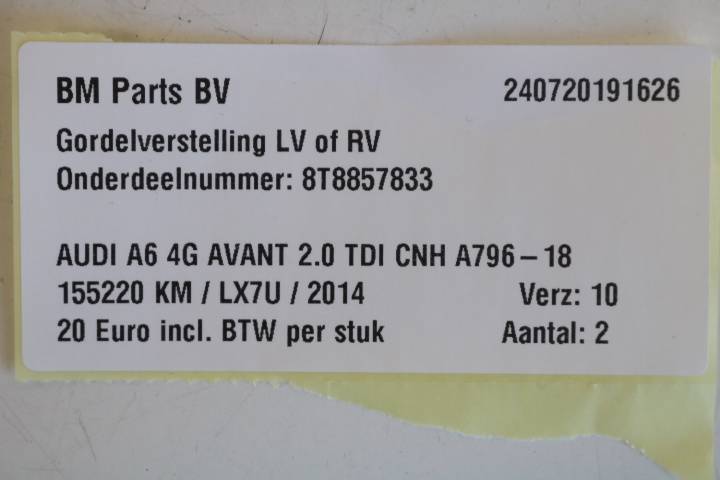 BM Parts BV 240720191626
Gordelverstelling LV of RV
Onderdeelnummer: 8T8857833
AUDI A6 4G AVANT 2.0 TDI CNH A796-18
155220 KM / LX7U / 2014 Verz: 10
20 Euro incl. BTW per stuk Aantal: 2